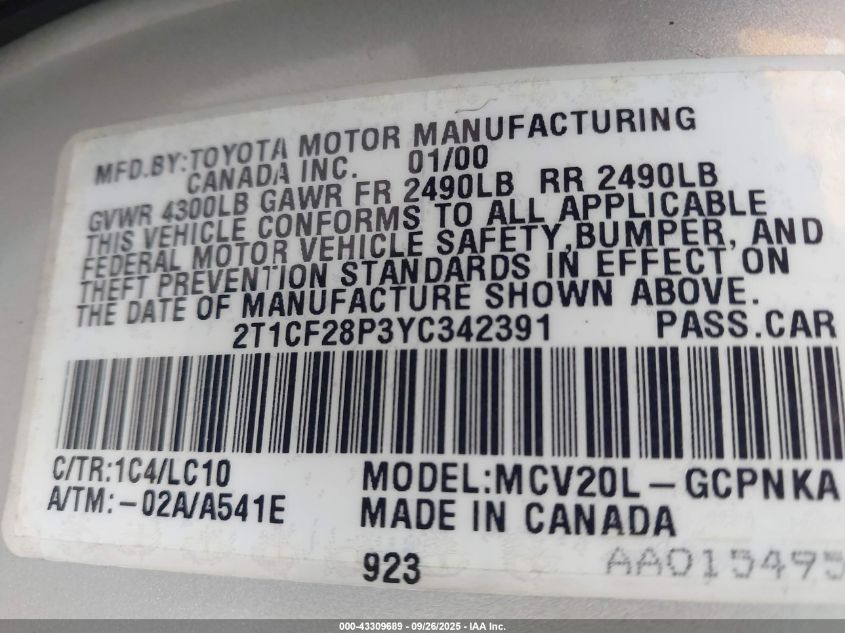 MFD.BY:TOYOTA MOTOR MANUFACTURING
CANADA INC. 01/00
GVWR 4300LB GAWR FR 2490LB RR 2490LB
THIS VEHICLE CONFORMS TO ALL APPLICABLE
FEDERAL MOTOR VEHICLE SAFETY,BUMPER, AND
THEFT PREVENTION STANDARDS IN EFFECT ON
THE DATE OF MANUFACTURE SHOWN ABOVE.
2T1CF28P3YC342391 PASS.CAR
C/TR:1C4/LC10 MODEL:MCV20L-GCPNKA
A/TM:-02A/A541E MADE IN CANADA
923 AA015495
000-43309689 - 09/26/2025 - IAA Inc.